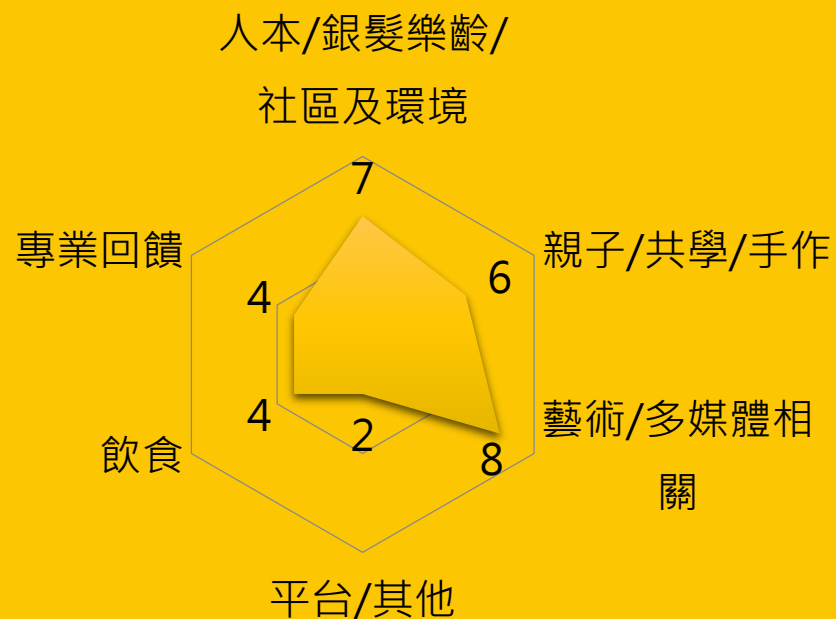 人本/銀髮樂齡/
社區及環境
7
專業回饋
親子/共學/手作
6
4
4
藝術/多媒體相
關
2
8
飲食
平台/其他